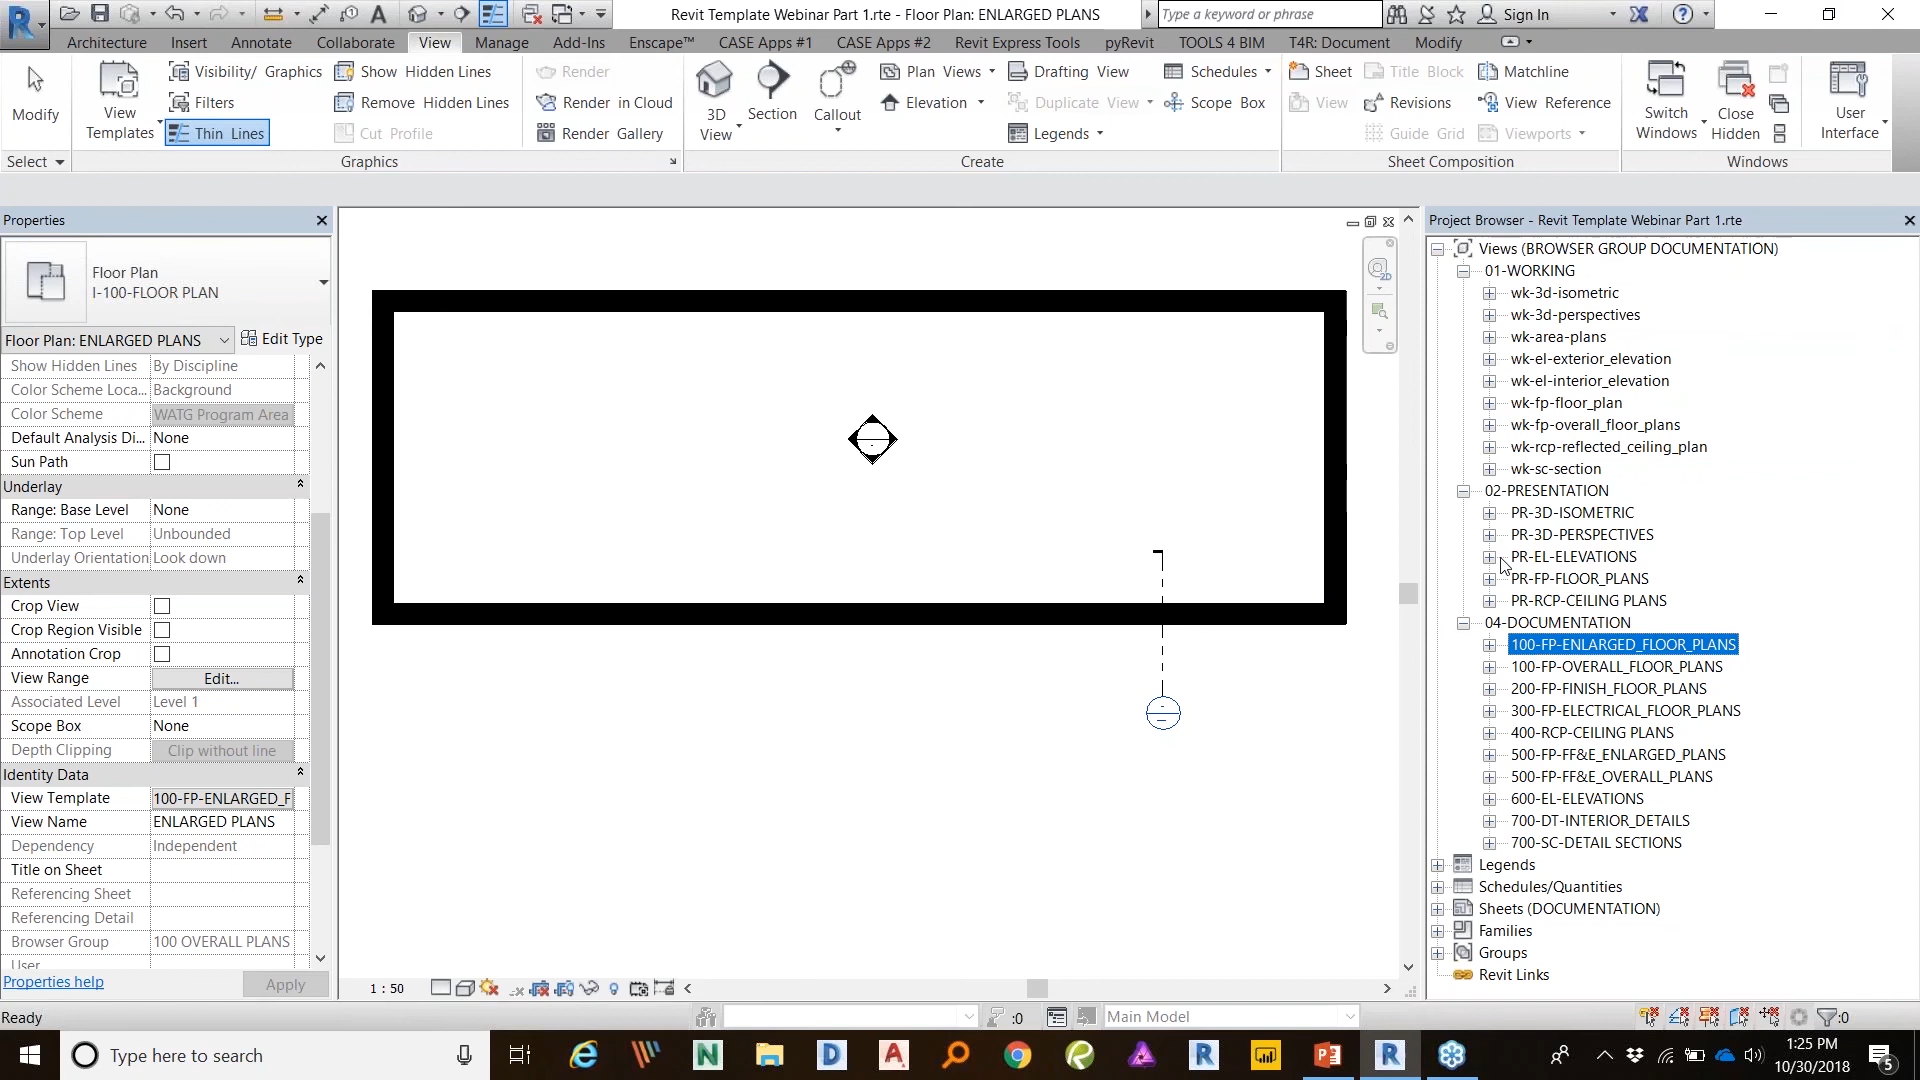 Revit Template Webinar Part 1.rte - Floor Plan: ENLARGED PLANS
Type a keyword or phrase
Sign In
Architecture Insert Annotate Collaborate View Manage Add-Ins Enscape™ CASE Apps #1 CASE Apps #2 Revit Express Tools pyRevit TOOLS 4 BIM T4R: Document Modify
Modify
View Templates
Visibility/ Graphics
Filters
Thin Lines
Show Hidden Lines
Remove Hidden Lines
Cut Profile
Render
Render in Cloud
Render Gallery
3D View
Section
Callout
Plan Views
Elevation
Drafting View
Duplicate View
Legends
Schedules
Scope Box
Sheet
View
Title Block
Revisions
Guide Grid
Matchline
View Reference
Viewports
Switch Windows
Close Hidden
User Interface
Select Graphics Create Sheet Composition Windows
Properties
Floor Plan
I-100-FLOOR PLAN
Floor Plan: ENLARGED PLANS Edit Type
Show Hidden Lines By Discipline
Color Scheme Loca... Background
Color Scheme WATG Program Area
Default Analysis Di... None
Sun Path
Underlay
Range: Base Level None
Range: Top Level Unbounded
Underlay Orientation Look down
Extents
Crop View
Crop Region Visible
Annotation Crop
View Range Edit...
Associated Level Level 1
Scope Box None
Depth Clipping Clip without line
Identity Data
View Template 100-FP-ENLARGED_F
View Name ENLARGED PLANS
Dependency Independent
Title on Sheet
Referencing Sheet
Referencing Detail
Browser Group 100 OVERALL PLANS
User
Properties help Apply
1 : 50
Project Browser - Revit Template Webinar Part 1.rte
Views (BROWSER GROUP DOCUMENTATION)
01-WORKING
wk-3d-isometric
wk-3d-perspectives
wk-area-plans
wk-el-exterior_elevation
wk-el-interior_elevation
wk-fp-floor_plan
wk-fp-overall_floor_plans
wk-rcp-reflected_ceiling_plan
wk-sc-section
02-PRESENTATION
PR-3D-ISOMETRIC
PR-3D-PERSPECTIVES
PR-EL-ELEVATIONS
PR-FP-FLOOR_PLANS
PR-RCP-CEILING PLANS
04-DOCUMENTATION
100-FP-ENLARGED_FLOOR_PLANS
100-FP-OVERALL_FLOOR_PLANS
200-FP-FINISH_FLOOR_PLANS
300-FP-ELECTRICAL_FLOOR_PLANS
400-RCP-CEILING PLANS
500-FP-FF&E_ENLARGED_PLANS
500-FP-FF&E_OVERALL_PLANS
600-EL-ELEVATIONS
700-DT-INTERIOR_DETAILS
700-SC-DETAIL SECTIONS
Legends
Schedules/Quantities
Sheets (DOCUMENTATION)
Families
Groups
Revit Links
Ready
:0
Main Model
:0
Type here to search
1:25 PM
10/30/2018
5